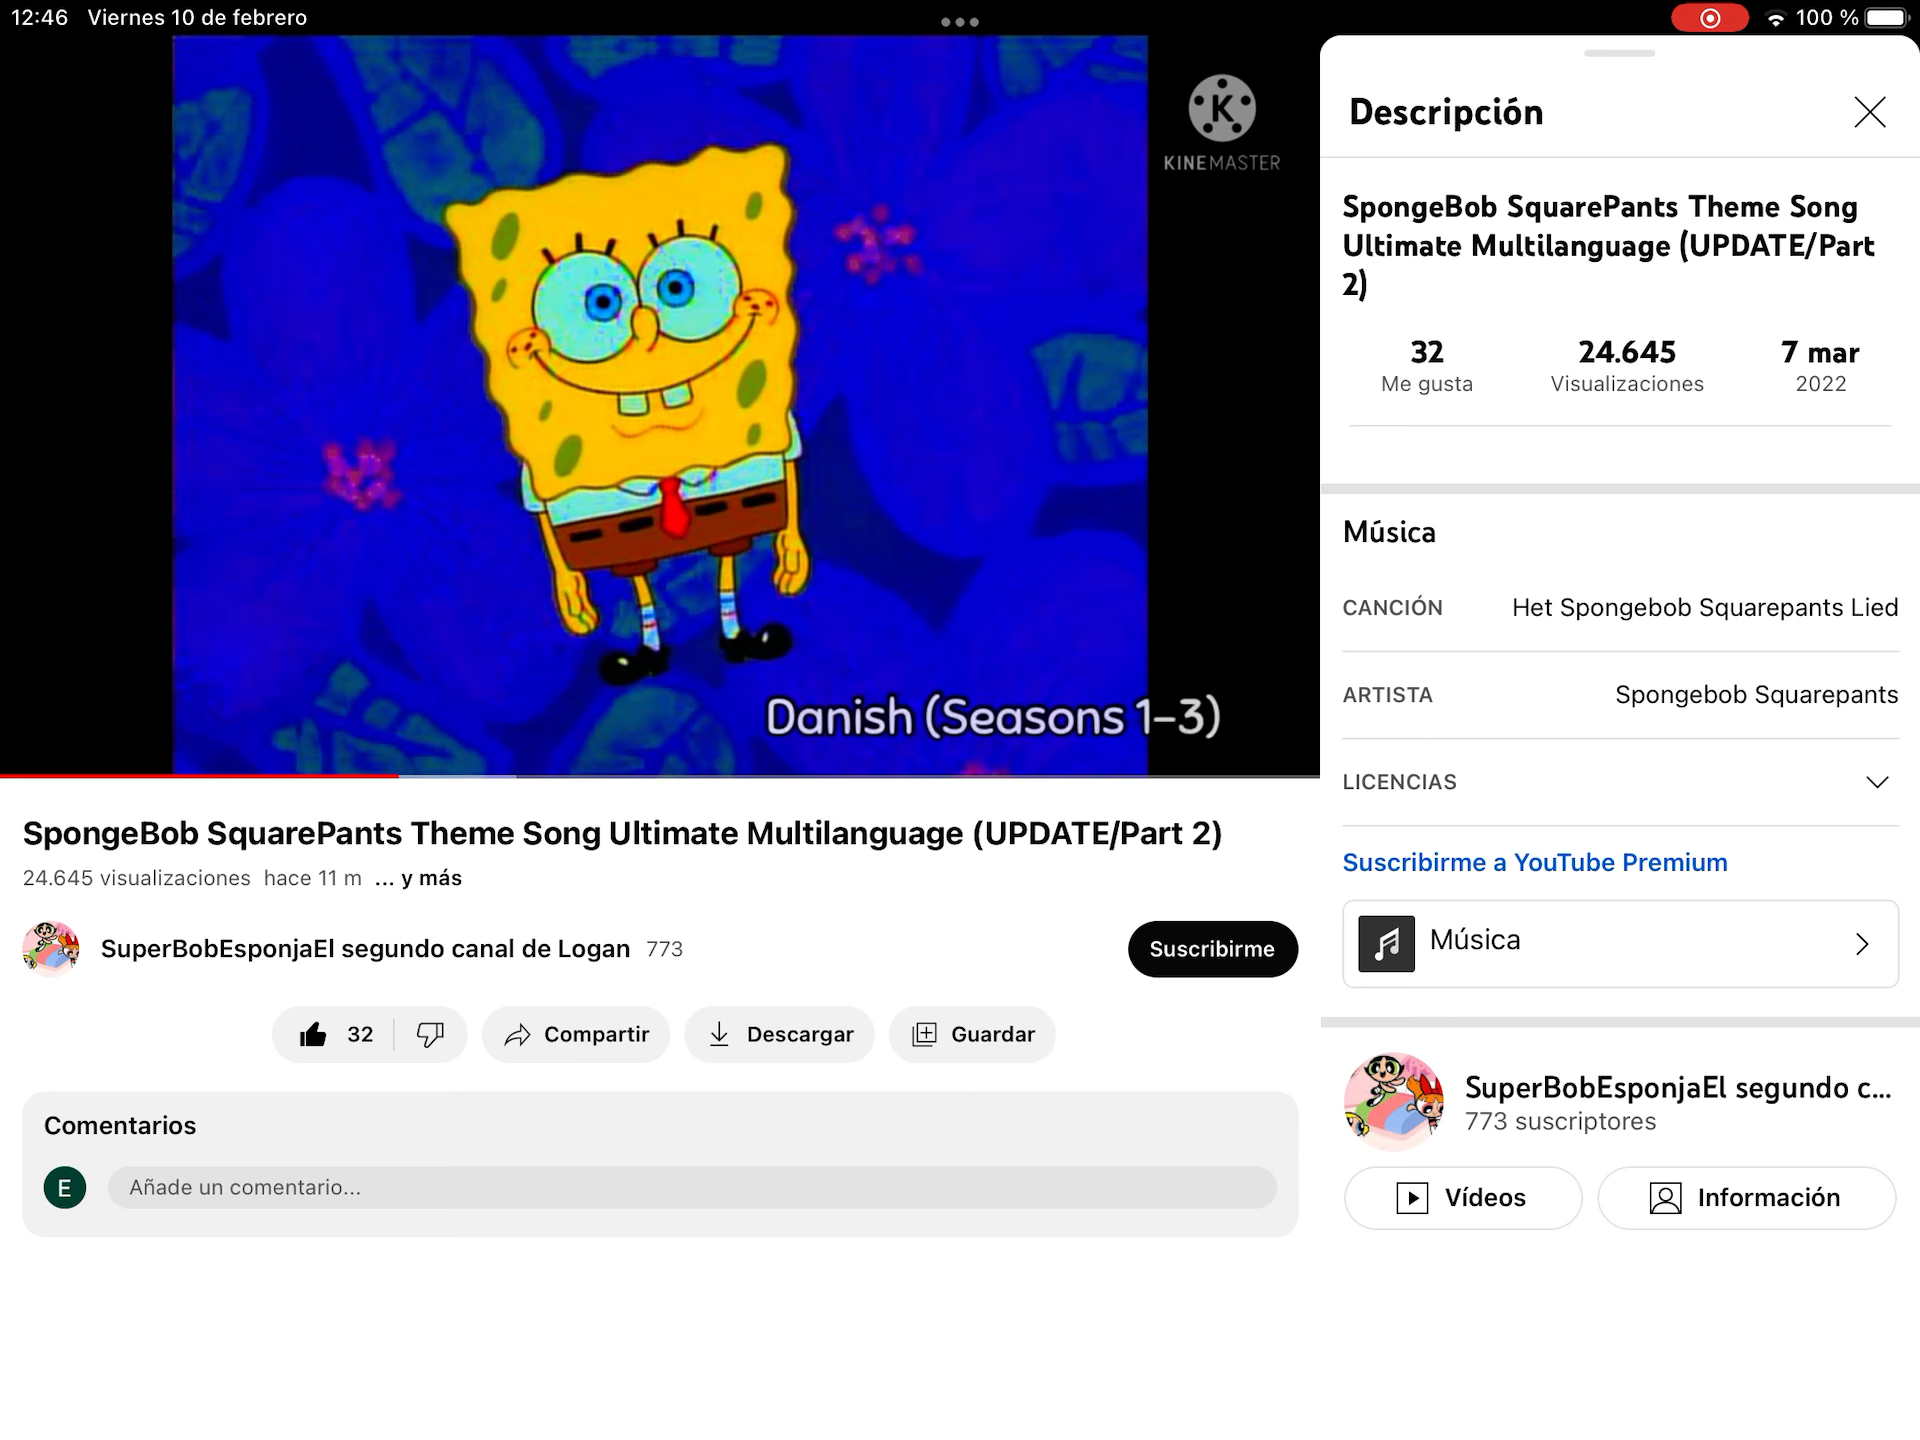 12:46 Viernes 10 de febrero
100 %
K
KINEMASTER
Danish (Seasons 1–3)
SpongeBob SquarePants Theme Song Ultimate Multilanguage (UPDATE/Part 2)
24.645 visualizaciones hace 11 m ... y más
SuperBobEsponjaEl segundo canal de Logan 773
Suscribirme
32
Compartir
Descargar
Guardar
Comentarios
E
Añade un comentario...
Descripción
SpongeBob SquarePants Theme Song
Ultimate Multilanguage (UPDATE/Part
2)
32 24.645 7 mar
Me gusta Visualizaciones 2022
Música
CANCIÓN Het Spongebob Squarepants Lied
ARTISTA Spongebob Squarepants
LICENCIAS
Suscribirme a YouTube Premium
Música
SuperBobEsponjaEl segundo c...
773 suscriptores
Vídeos
Información